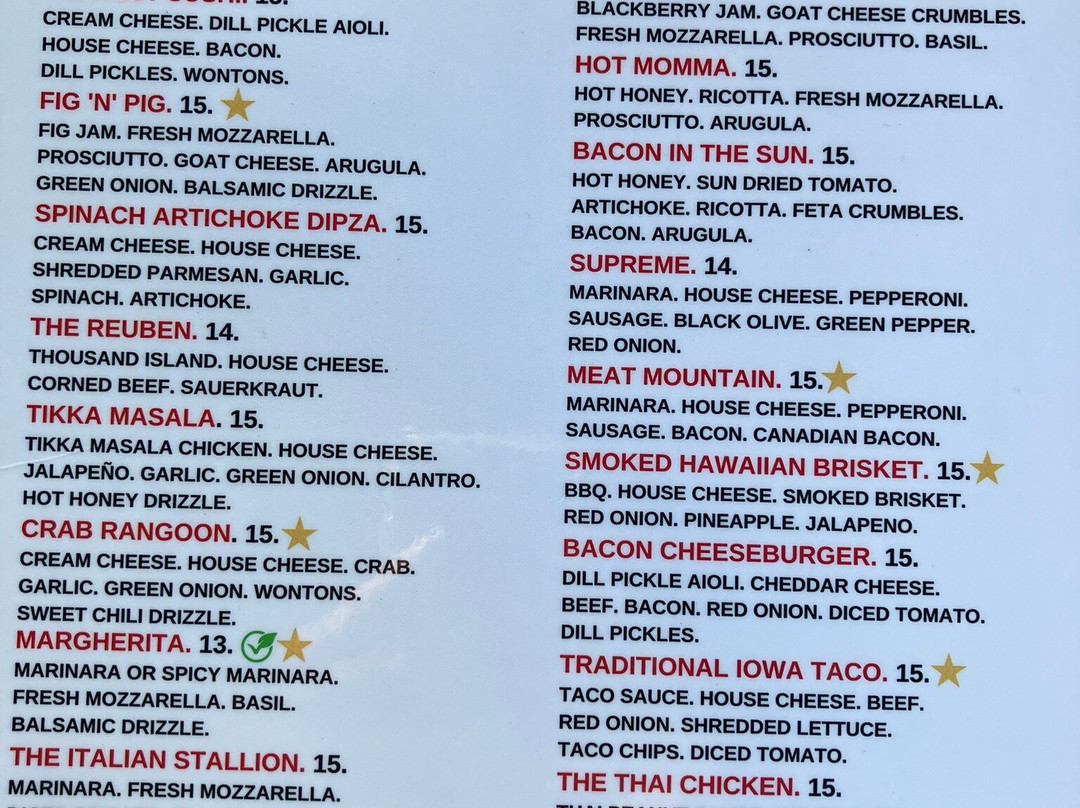 CREAM CHEESE. DILL PICKLE AIOLI.
HOUSE CHEESE. BACON.
DILL PICKLES. WONTONS.
FIG 'N' PIG. 15.
FIG JAM. FRESH MOZZARELLA.
PROSCIUTTO. GOAT CHEESE. ARUGULA.
GREEN ONION. BALSAMIC DRIZZLE.
SPINACH ARTICHOKE DIPZA. 15.
CREAM CHEESE. HOUSE CHEESE.
SHREDDED PARMESAN. GARLIC.
SPINACH. ARTICHOKE.
THE REUBEN. 14.
THOUSAND ISLAND. HOUSE CHEESE.
CORNED BEEF. SAUERKRAUT.
TIKKA MASALA. 15.
TIKKA MASALA CHICKEN. HOUSE CHEESE.
JALAPEÑO. GARLIC. GREEN ONION. CILANTRO.
HOT HONEY DRIZZLE.
CRAB RANGOON. 15.
CREAM CHEESE. HOUSE CHEESE. CRAB.
GARLIC. GREEN ONION. WONTONS.
SWEET CHILI DRIZZLE.
MARGHERITA. 13.
MARINARA OR SPICY MARINARA.
FRESH MOZZARELLA. BASIL.
BALSAMIC DRIZZLE.
THE ITALIAN STALLION. 15.
MARINARA. FRESH MOZZARELLA.
BLACKBERRY JAM. GOAT CHEESE CRUMBLES.
FRESH MOZZARELLA. PROSCIUTTO. BASIL.
HOT MOMMA. 15.
HOT HONEY. RICOTTA. FRESH MOZZARELLA.
PROSCIUTTO. ARUGULA.
BACON IN THE SUN. 15.
HOT HONEY. SUN DRIED TOMATO.
ARTICHOKE. RICOTTA. FETA CRUMBLES.
BACON. ARUGULA.
SUPREME. 14.
MARINARA. HOUSE CHEESE. PEPPERONI.
SAUSAGE. BLACK OLIVE. GREEN PEPPER.
RED ONION.
MEAT MOUNTAIN. 15.
MARINARA. HOUSE CHEESE. PEPPERONI.
SAUSAGE. BACON. CANADIAN BACON.
SMOKED HAWAIIAN BRISKET. 15.
BBQ. HOUSE CHEESE. SMOKED BRISKET.
RED ONION. PINEAPPLE. JALAPENO.
BACON CHEESEBURGER. 15.
DILL PICKLE AIOLI. CHEDDAR CHEESE.
BEEF. BACON. RED ONION. DICED TOMATO.
DILL PICKLES.
TRADITIONAL IOWA TACO. 15.
TACO SAUCE. HOUSE CHEESE. BEEF.
RED ONION. SHREDDED LETTUCE.
TACO CHIPS. DICED TOMATO.
THE THAI CHICKEN. 15.